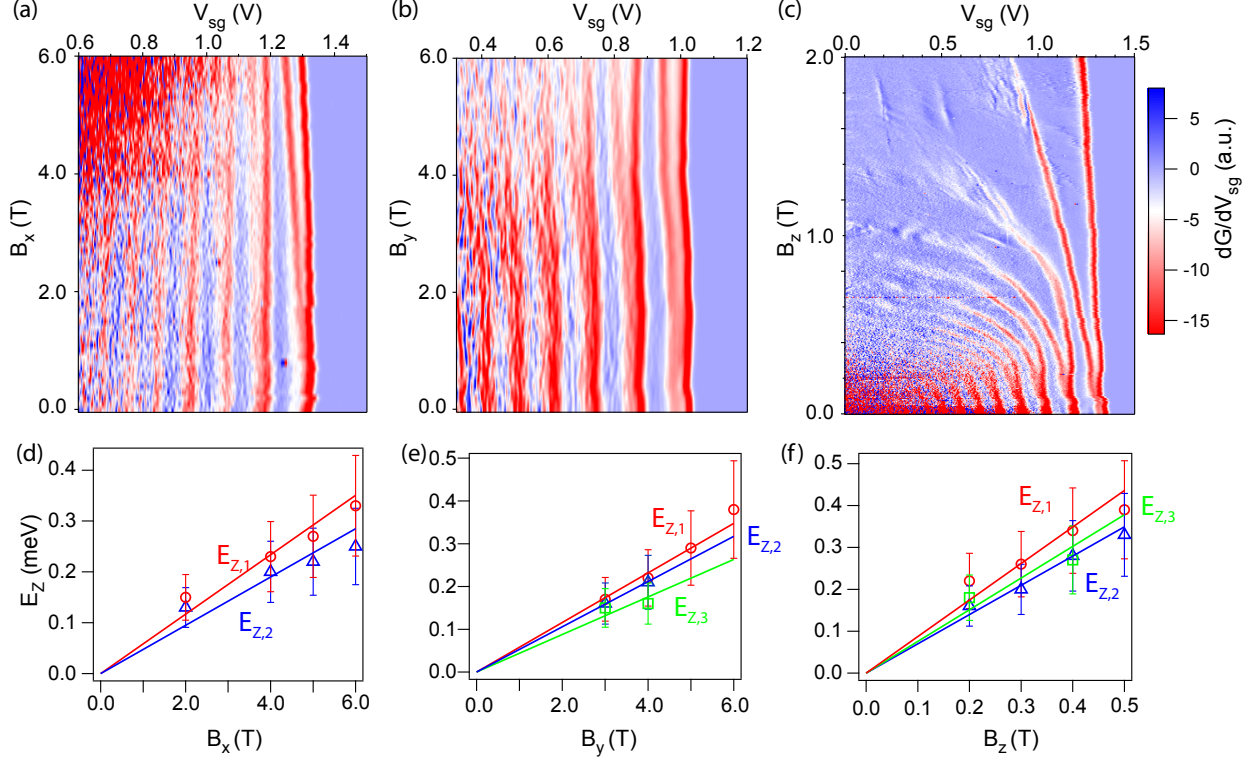 (a)
V_sg (V)
0.6 0.8 1.0 1.2 1.4
6.0
4.0
2.0
0.0
B_x (T)
(b)
V_sg (V)
0.4 0.6 0.8 1.0 1.2
6.0
4.0
2.0
0.0
B_y (T)
(c)
V_sg (V)
0.0 0.5 1.0 1.5
2.0
1.0
0.0
B_z (T)
5
0
-5
-10
-15
dG/dV_sg (a.u.)
(d)
0.4
0.3
0.2
0.1
0.0
E_Z (meV)
E_Z,1
E_Z,2
0.0 2.0 4.0 6.0
B_x (T)
(e)
0.5
0.4
0.3
0.2
0.1
0.0
E_Z,1
E_Z,2
E_Z,3
0.0 2.0 4.0 6.0
B_y (T)
(f)
0.5
0.4
0.3
0.2
0.1
0.0
E_Z,1
E_Z,3
E_Z,2
0.0 0.1 0.2 0.3 0.4 0.5
B_z (T)